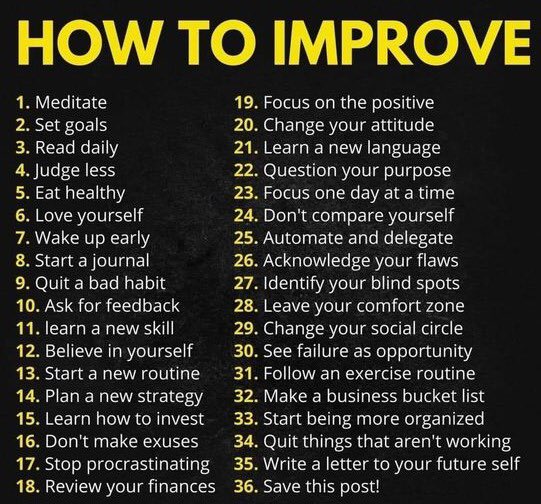 HOW TO IMPROVE
1. Meditate
2. Set goals
3. Read daily
4. Judge less
5. Eat healthy
6. Love yourself
7. Wake up early
8. Start a journal
9. Quit a bad habit
10. Ask for feedback
11. learn a new skill
12. Believe in yourself
13. Start a new routine
14. Plan a new strategy
15. Learn how to invest
16. Don't make exuses
17. Stop procrastinating
18. Review your finances
19. Focus on the positive
20. Change your attitude
21. Learn a new language
22. Question your purpose
23. Focus one day at a time
24. Don't compare yourself
25. Automate and delegate
26. Acknowledge your flaws
27. Identify your blind spots
28. Leave your comfort zone
29. Change your social circle
30. See failure as opportunity
31. Follow an exercise routine
32. Make a business bucket list
33. Start being more organized
34. Quit things that aren't working
35. Write a letter to your future self
36. Save this post!